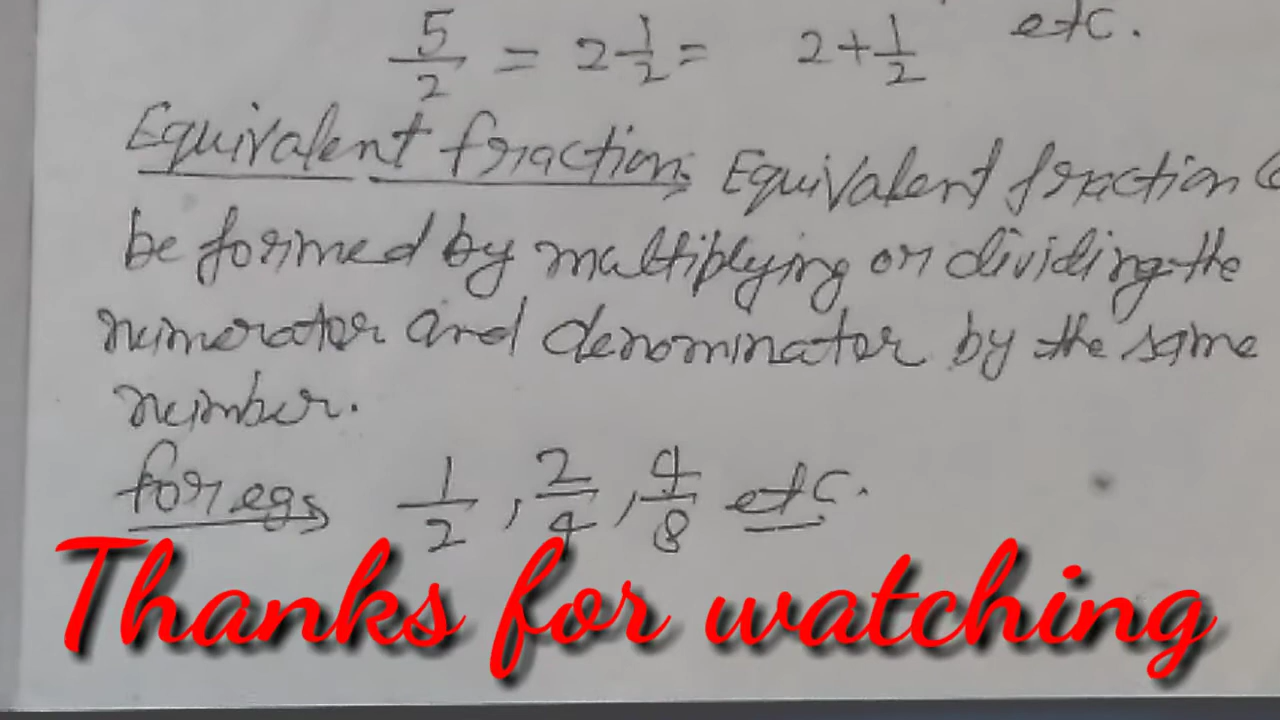 5/2 = 2 1/2 = 2+1/2 etc.
Equivalent fraction, Equivalent fraction
be formed by multiplying or dividing the
numerator and denominator by the same
number.
for egs, 1/2, 2/4, 4/8 etc.
Thanks for watching